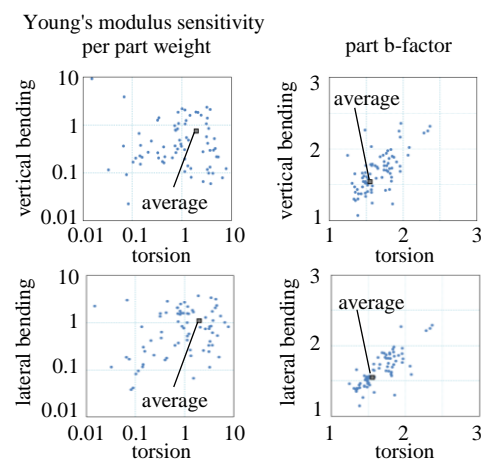 Young's modulus sensitivity
per part weight
part b-factor
vertical bending
10
1
0.1
0.01
average
0.01 0.1 1 10
torsion
vertical bending
3
2
1
average
1 2 3
torsion
lateral bending
10
1
0.1
0.01
average
0.01 0.1 1 10
torsion
lateral bending
3
2
1
average
1 2 3
torsion